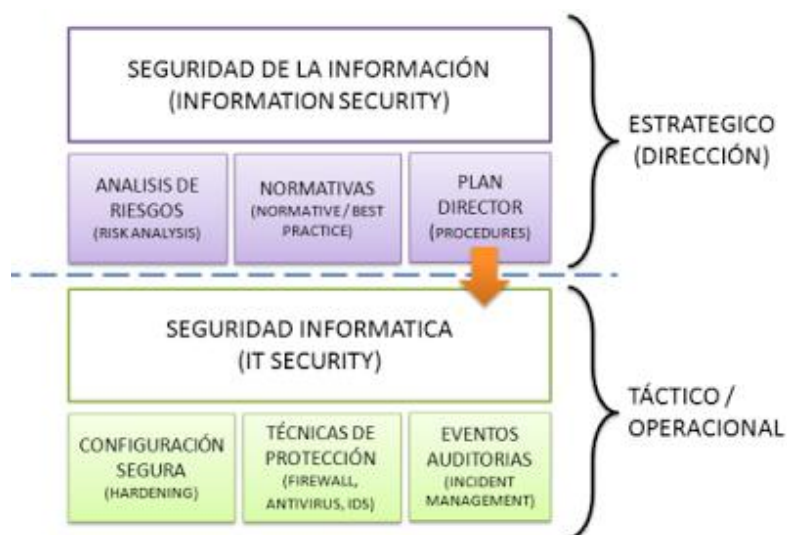 SEGURIDAD DE LA INFORMACIÓN
(INFORMATION SECURITY)
ESTRATEGICO
(DIRECCIÓN)
ANALISIS DE
RIESGOS
(RISK ANALYSIS)
NORMATIVAS
(NORMATIVE / BEST
PRACTICE)
PLAN
DIRECTOR
(PROCEDURES)
SEGURIDAD INFORMATICA
(IT SECURITY)
TÁCTICO /
OPERACIONAL
CONFIGURACIÓN
SEGURA
(HARDENING)
TÉCNICAS DE
PROTECCIÓN
(FIREWALL,
ANTIVIRUS, IDS)
EVENTOS
AUDITORIAS
(INCIDENT
MANAGEMENT)